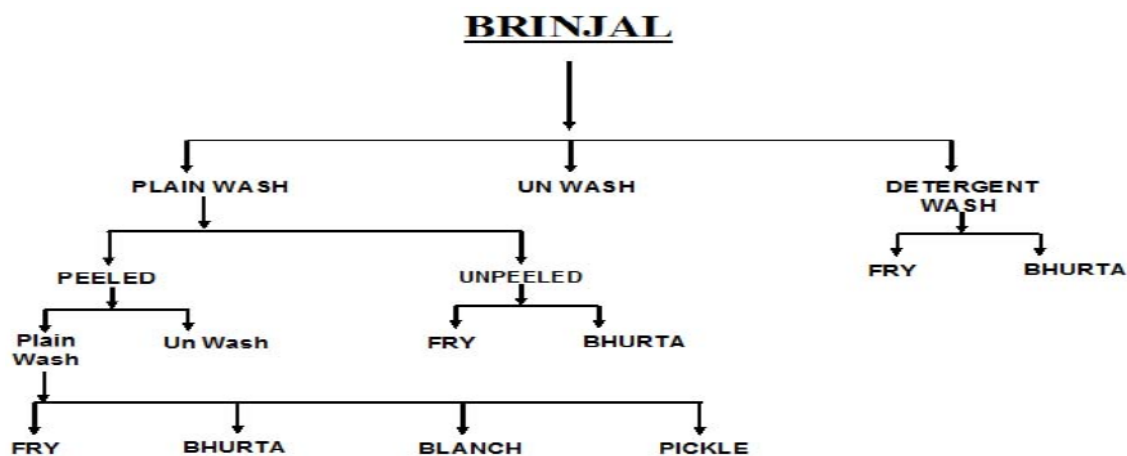 BRINJAL
PLAIN WASH
UN WASH
DETERGENT
WASH
PEELED
UNPEELED
FRY
BHURTA
Plain
Wash
Un Wash
FRY
BHURTA
FRY
BHURTA
BLANCH
PICKLE